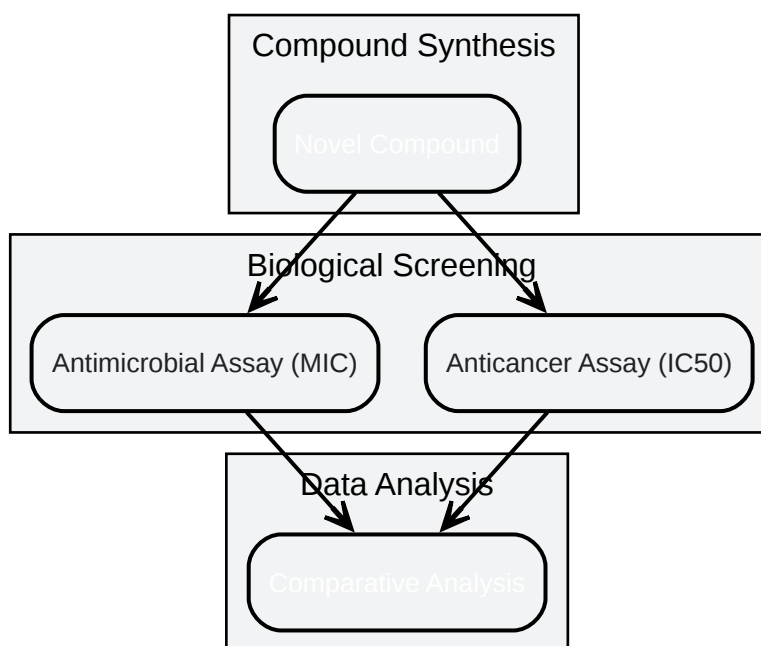 Compound Synthesis
Novel Compound
Biological Screening
Antimicrobial Assay (MIC)
Anticancer Assay (IC50)
Data Analysis
Comparative Analysis